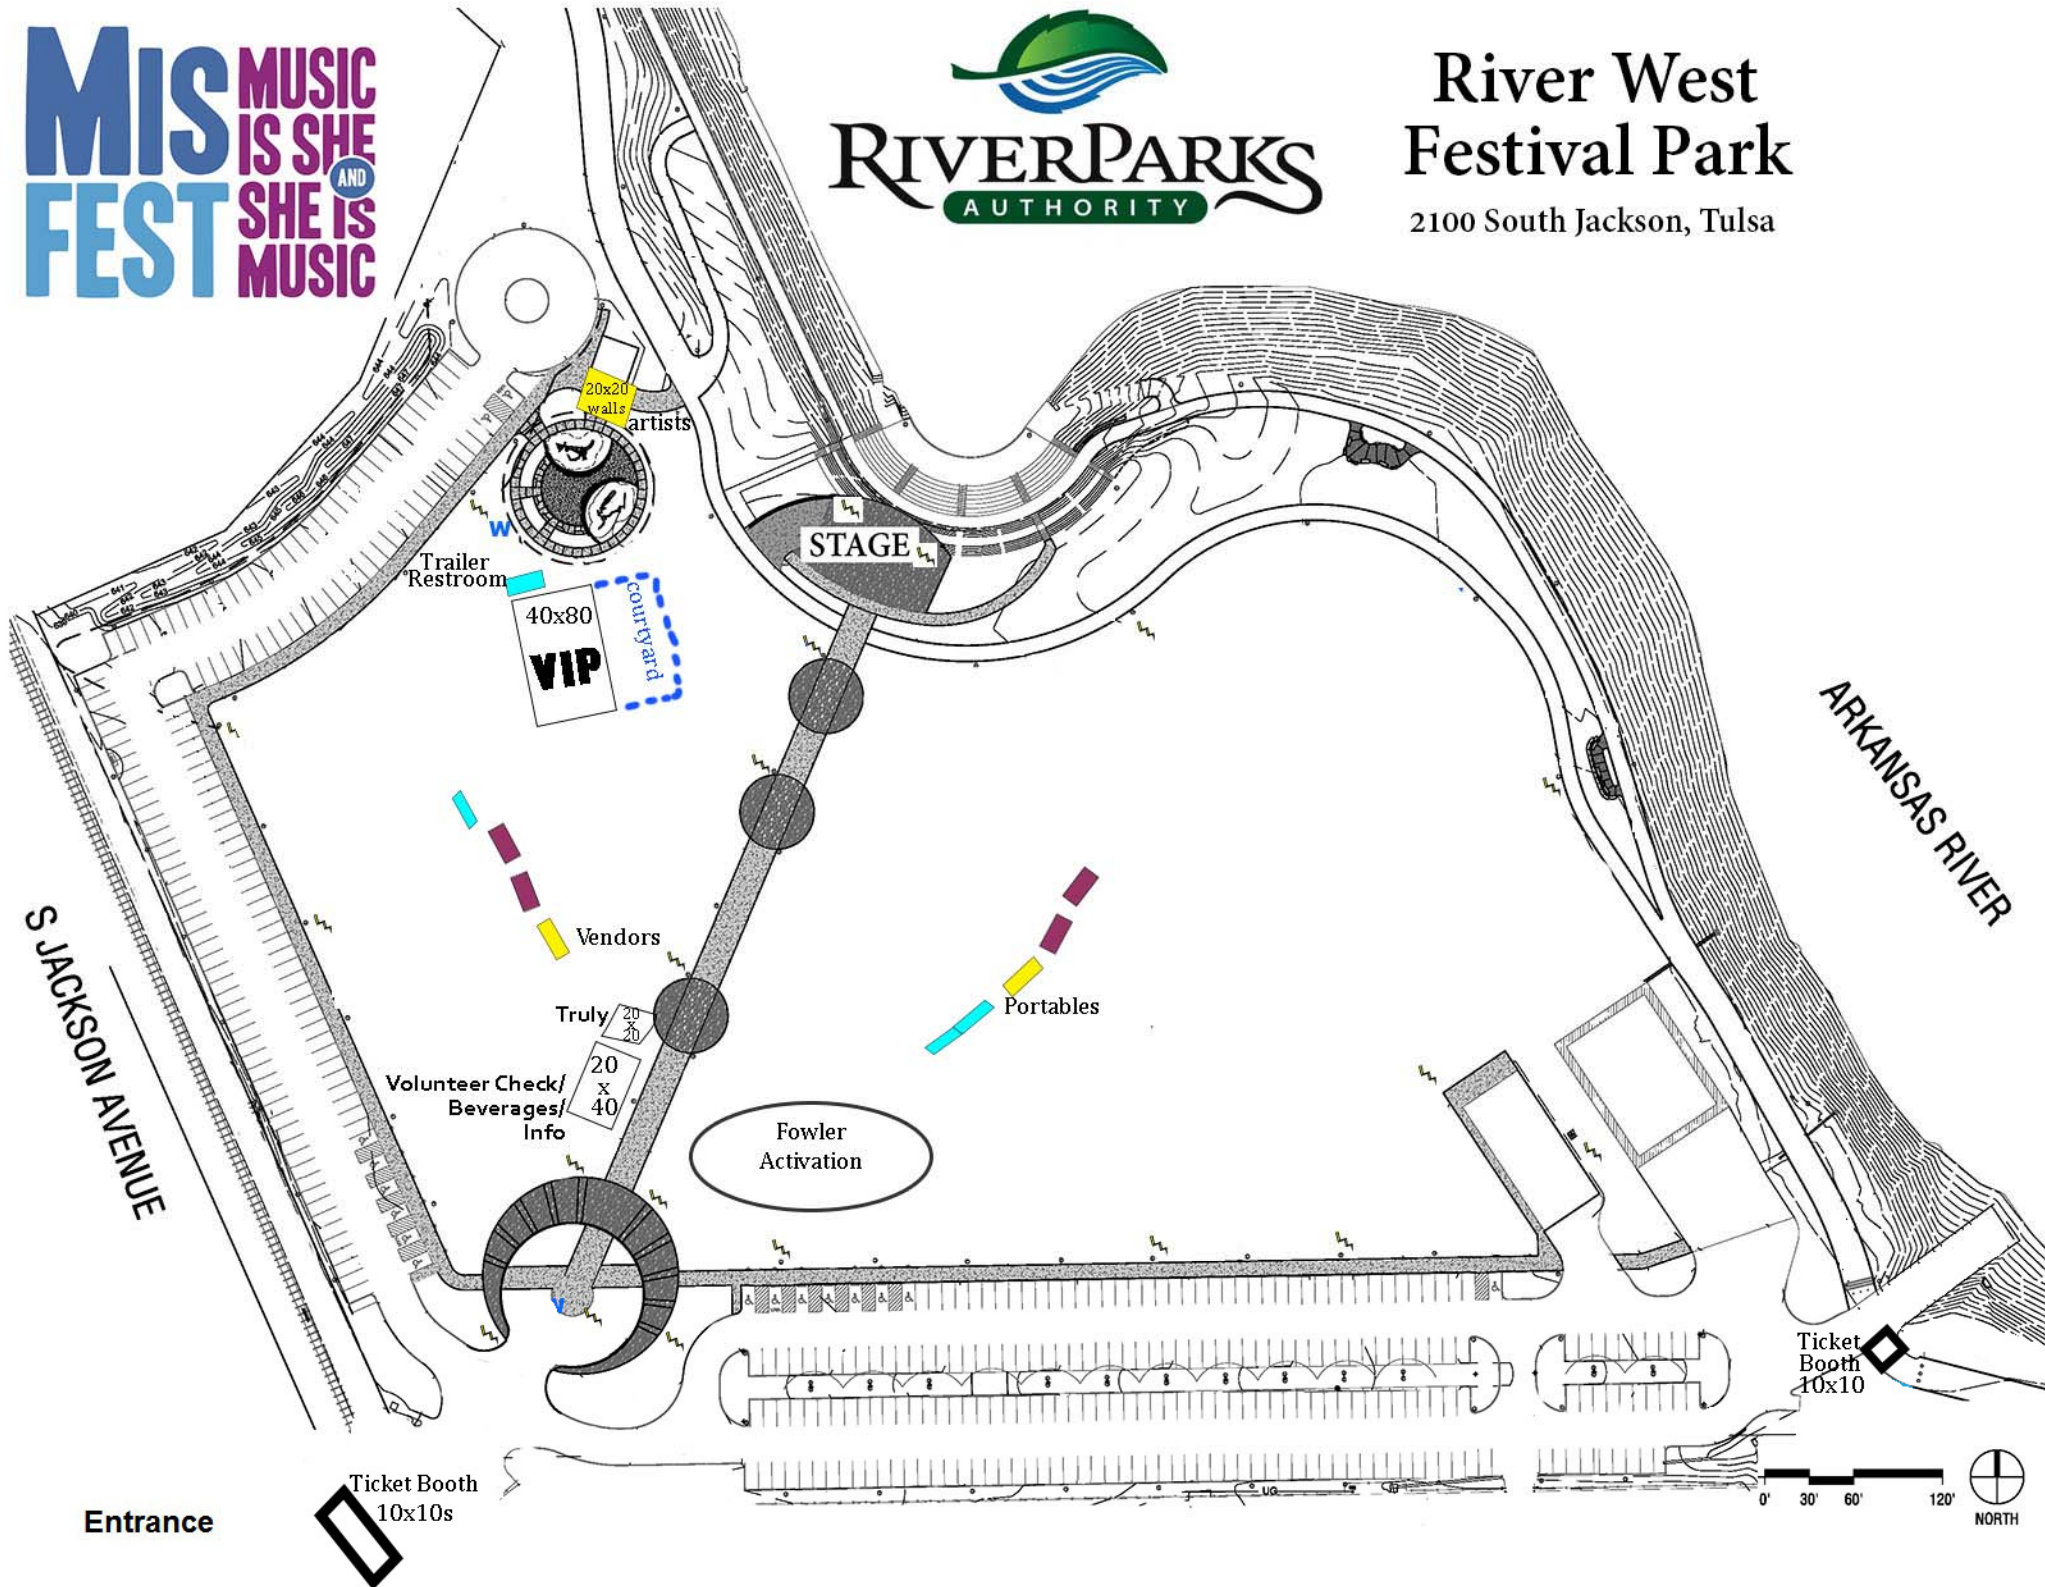 MIS
FEST
MUSIC
IS SHE
AND
SHE IS
MUSIC
RIVERPARKS
AUTHORITY
River West
Festival Park
2100 South Jackson, Tulsa
20x20
walls
artists
W
STAGE
Trailer
Restroom
40x80
VIP
courtyard
ARKANSAS RIVER
S JACKSON AVENUE
Vendors
Portables
Truly
20
x
20
20
x
40
Volunteer Check/
Beverages/
Info
Fowler
Activation
Ticket
Booth
10x10
Ticket Booth
10x10s
Entrance
UG
0' 30' 60' 120'
NORTH